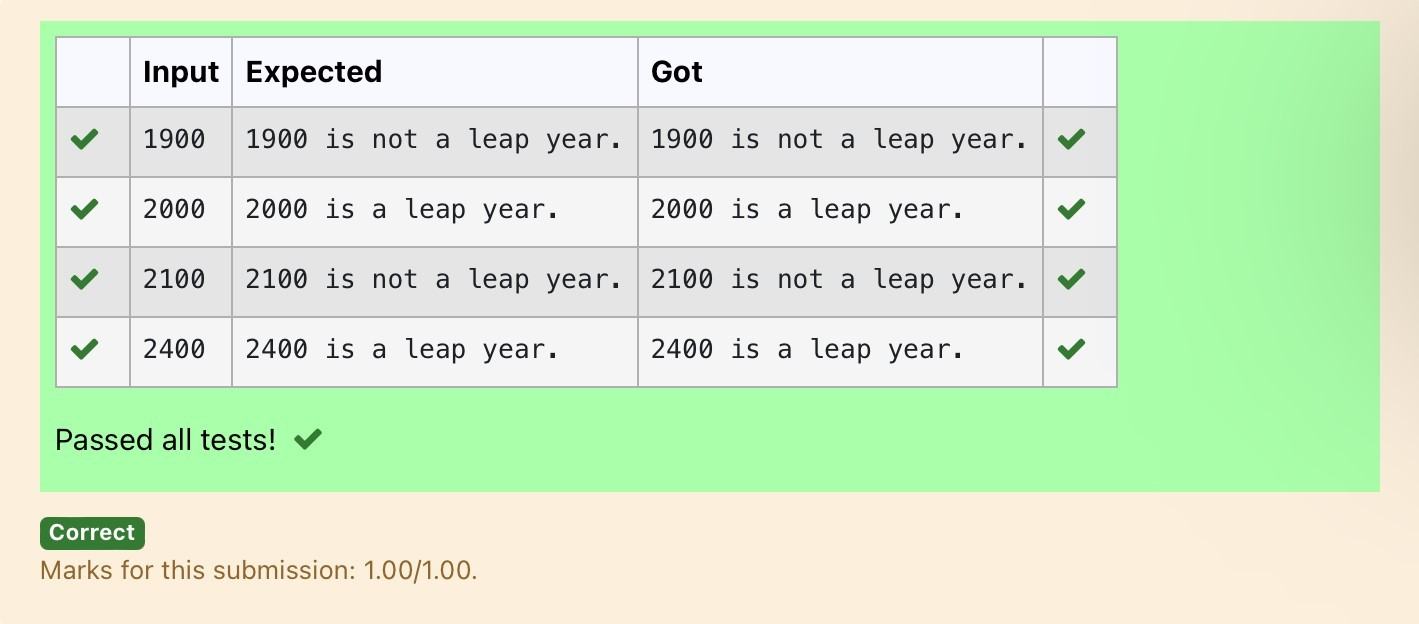 Input Expected Got
1900 1900 is not a leap year. 1900 is not a leap year.
2000 2000 is a leap year. 2000 is a leap year.
2100 2100 is not a leap year. 2100 is not a leap year.
2400 2400 is a leap year. 2400 is a leap year.
Passed all tests!
Correct
Marks for this submission: 1.00/1.00.